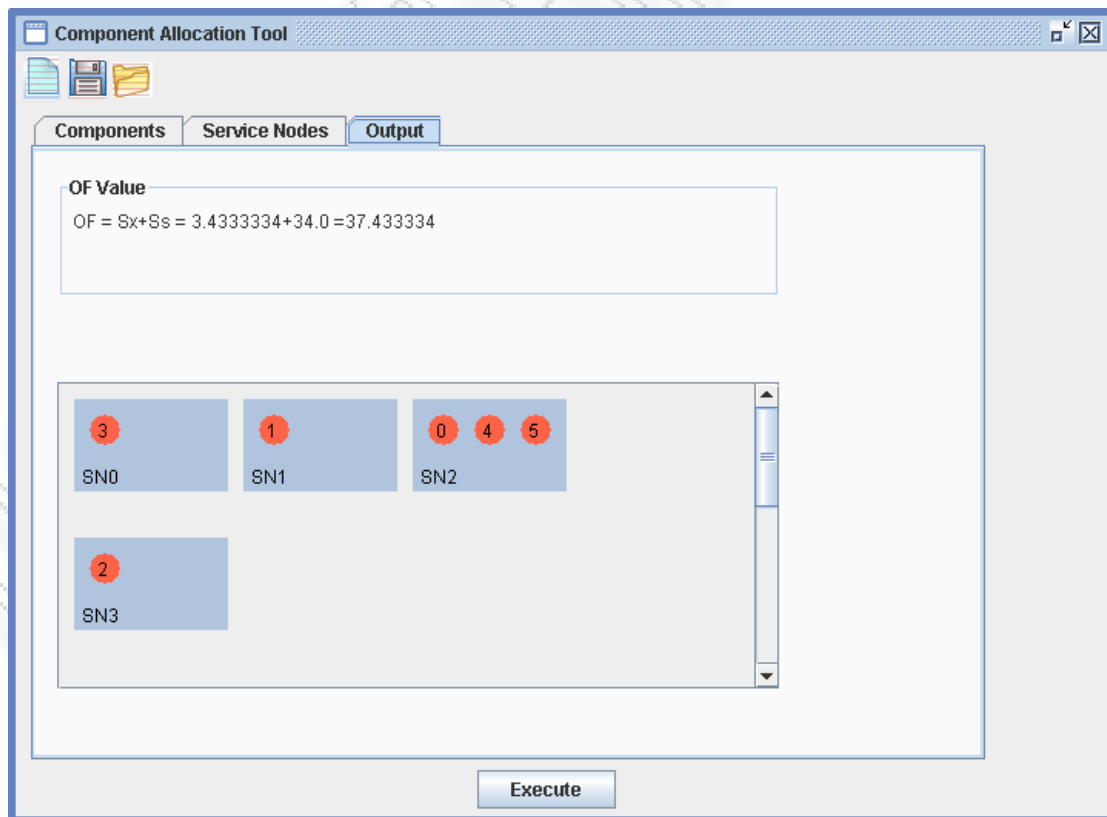 Component Allocation Tool
Components Service Nodes Output
OF Value
OF = Sx+Ss = 3.4333334+34.0 =37.433334
3 1 0 4 5
SN0 SN1 SN2
2
SN3
Execute